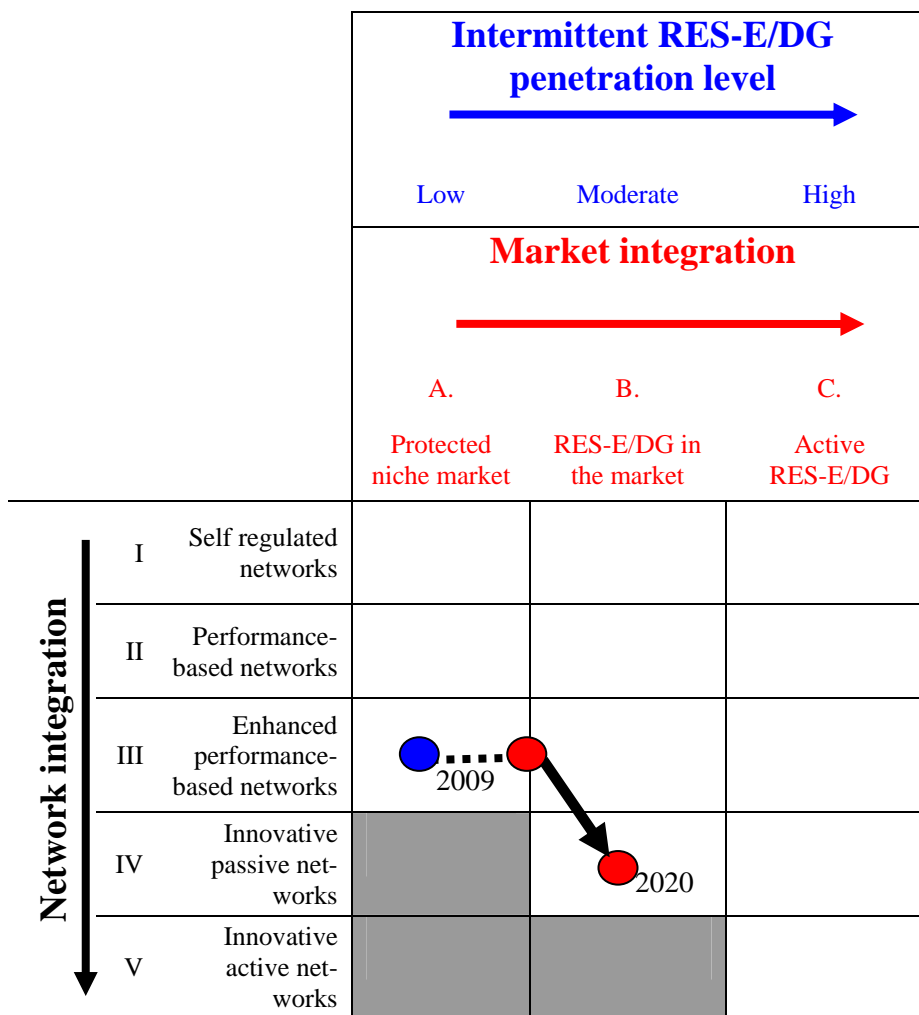 Intermittent RES-E/DG
penetration level
Low Moderate High
Market integration
A. B. C.
Protected RES-E/DG in Active
niche market the market RES-E/DG
Network integration
I Self regulated
networks
II Performance-
based networks
III Enhanced
performance-
based networks
2009
IV Innovative
passive net-
works
2020
V Innovative
active net-
works